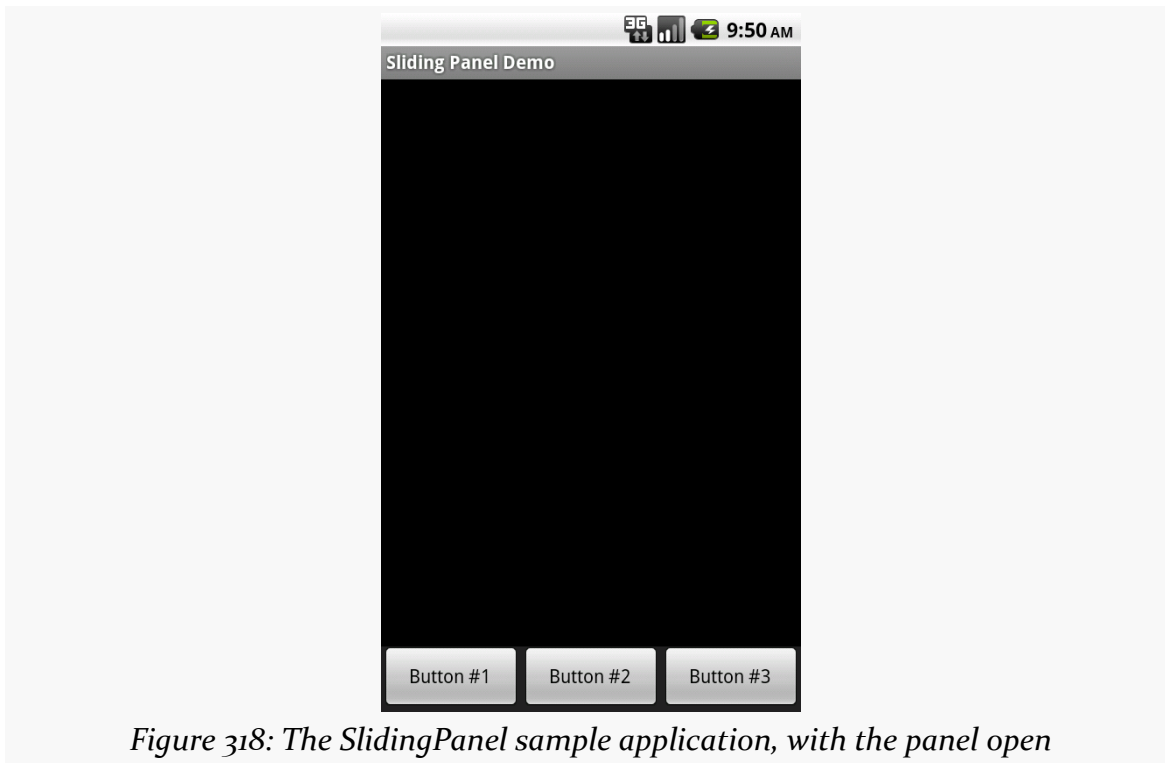 3G 9:50 AM
Sliding Panel Demo
Button #1 Button #2 Button #3
Figure 318: The SlidingPanel sample application, with the panel open